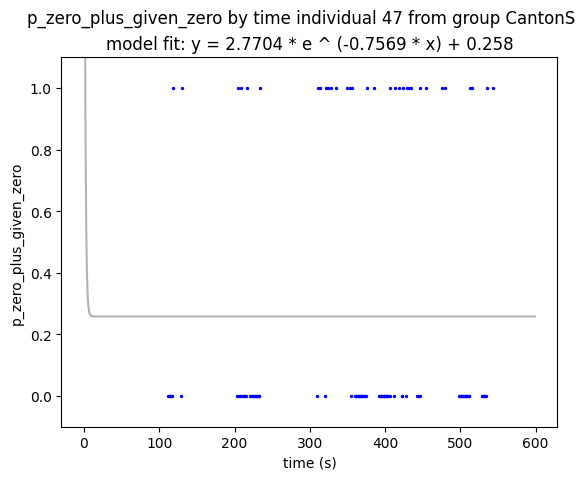 p_zero_plus_given_zero by time individual 47 from group CantonS
model fit: y = 2.7704 * e ^ (-0.7569 * x) + 0.258
1.0
0.8
0.6
0.4
0.2
0.0
p_zero_plus_given_zero
0 100 200 300 400 500 600
time (s)